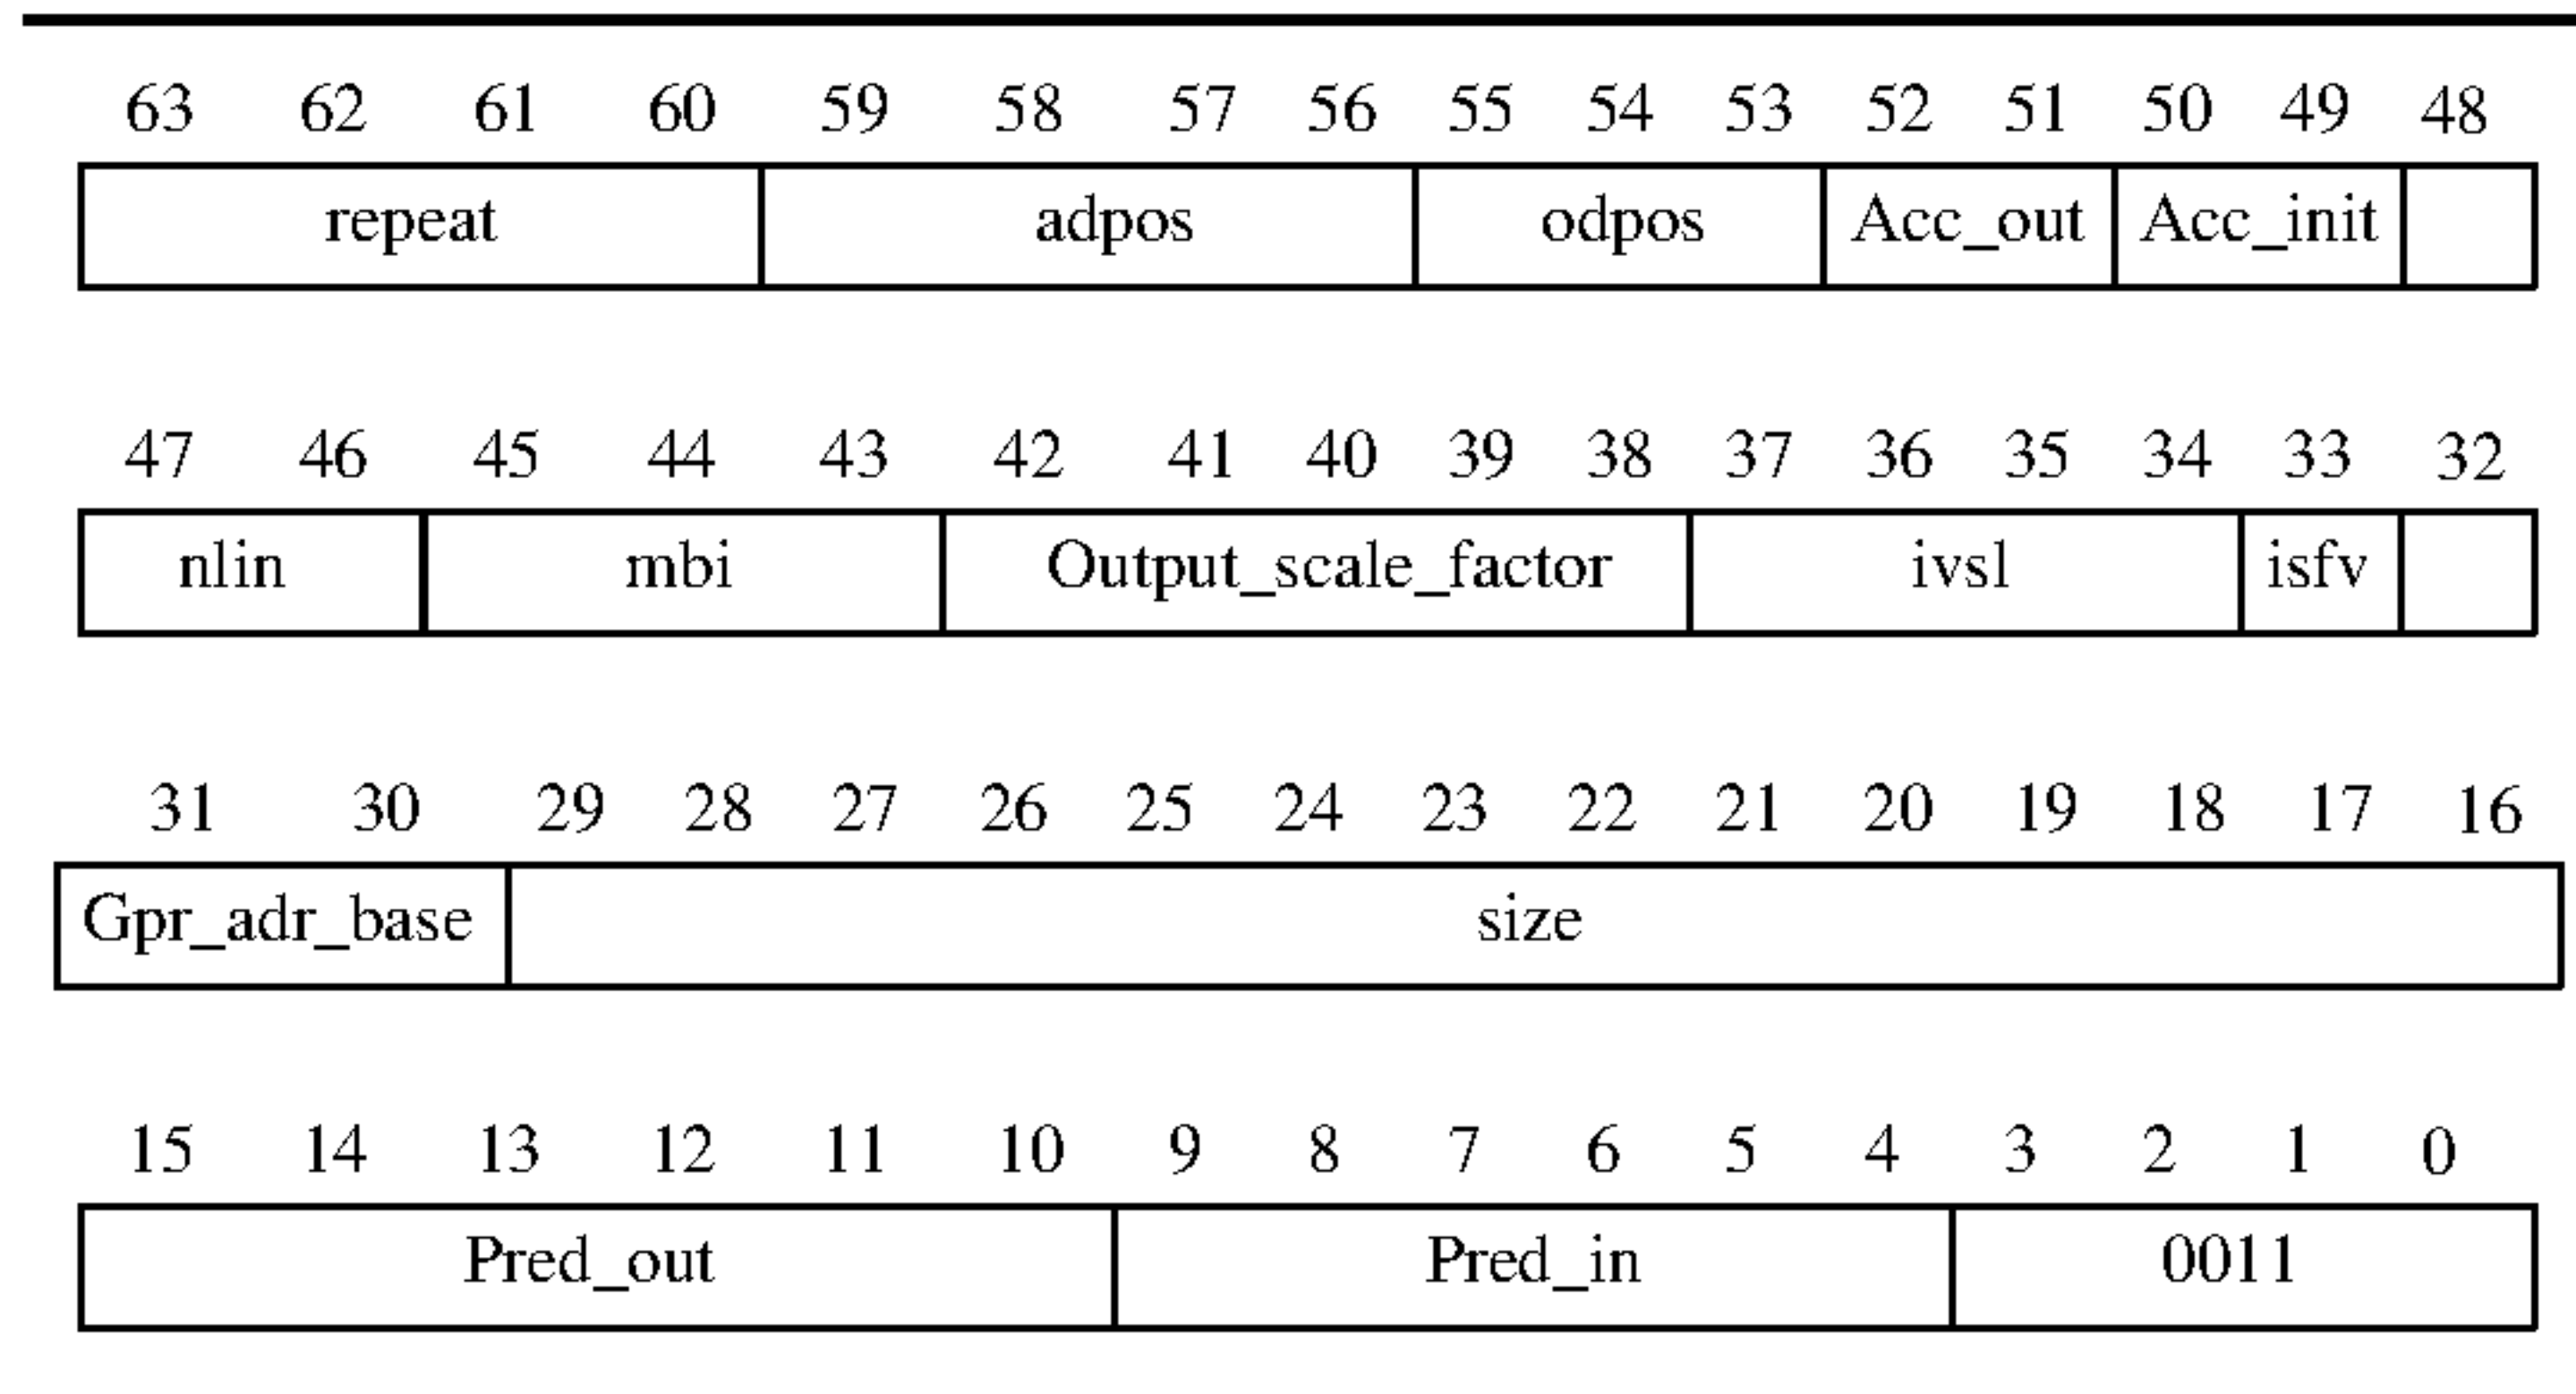 63 62 61 60 59 58 57 56 55 54 53 52 51 50 49 48
repeat adpos odpos Acc_out Acc_init
47 46 45 44 43 42 41 40 39 38 37 36 35 34 33 32
nlin mbi Output_scale_factor ivsl isfv
31 30 29 28 27 26 25 24 23 22 21 20 19 18 17 16
Gpr_adr_base size
15 14 13 12 11 10 9 8 7 6 5 4 3 2 1 0
Pred_out Pred_in 0011